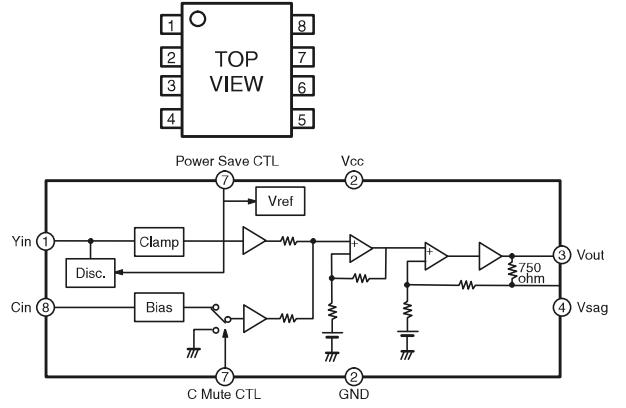 1 8
2 TOP 7
3 VIEW 6
4 5
Power Save CTL Vcc
7 2
Vref
Yin 1 Clamp + + 3 Vout
Disc. 750
ohm
Cin 8 Bias 4 Vsag
7 2
C Mute CTL GND